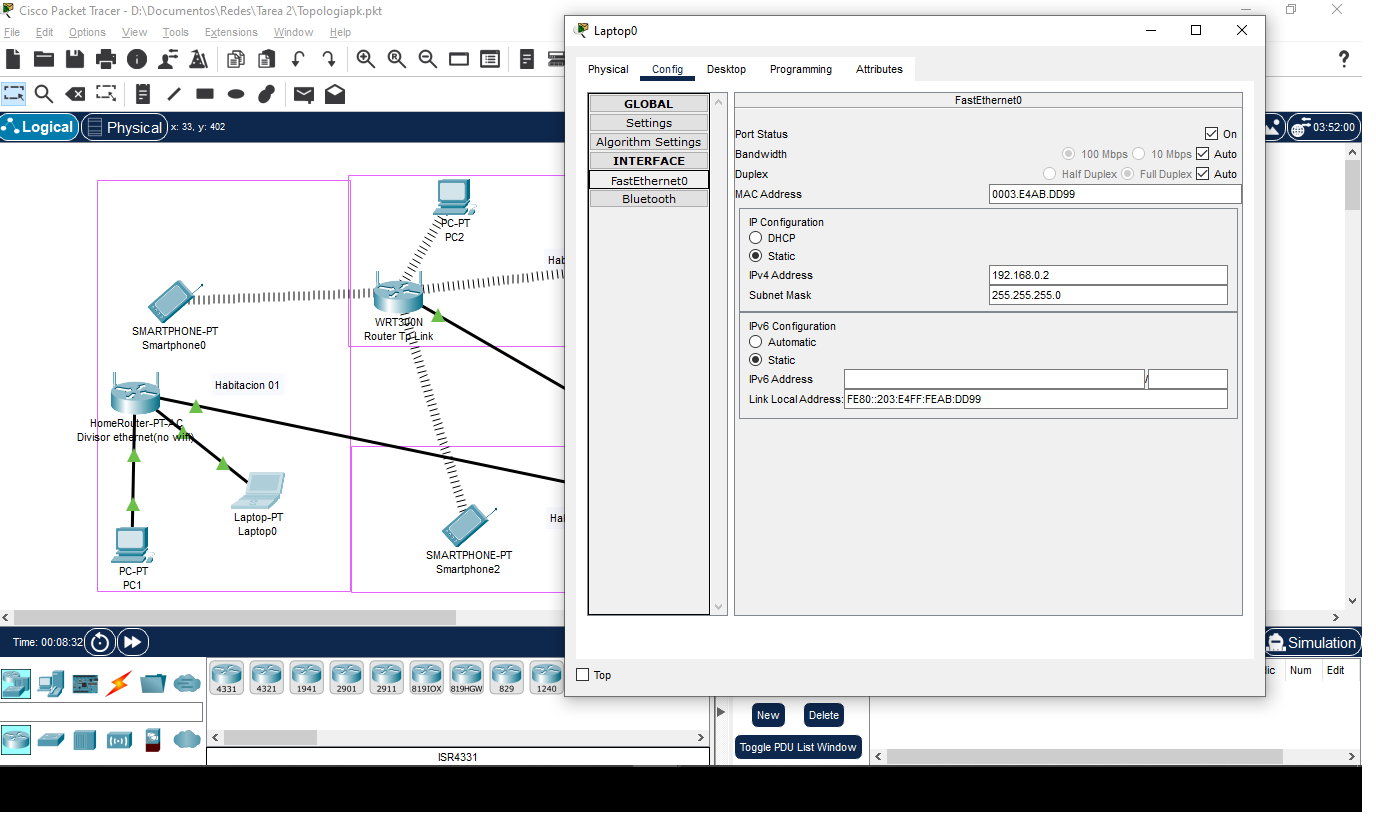 Cisco Packet Tracer - D:\Documentos\Redes\Tarea 2\Topologiapk.pkt
File Edit Options View Tools Extensions Window Help
Logical Physical x: 33, y: 402
03:52:00
PC-PT
PC2
Hab
SMARTPHONE-PT
Smartphone0
WRT300N
Router Tp Link
Habitacion 01
HomeRouter-PT-AC
Divisor ethernet(no wifi)
Laptop-PT
Laptop0
Hab
SMARTPHONE-PT
Smartphone2
PC-PT
PC1
Time: 00:08:32
Simulation
4331 4321 1941 2901 2911 819IOX 819HGW 829 1240
ISR4331
Num Edit
New Delete
Toggle PDU List Window
Laptop0
Physical Config Desktop Programming Attributes
GLOBAL
Settings
Algorithm Settings
INTERFACE
FastEthernet0
Bluetooth
FastEthernet0
Port Status On
Bandwidth 100 Mbps 10 Mbps Auto
Duplex Half Duplex Full Duplex Auto
MAC Address 0003.E4AB.DD99
IP Configuration
DHCP
Static
IPv4 Address 192.168.0.2
Subnet Mask 255.255.255.0
IPv6 Configuration
Automatic
Static
IPv6 Address /
Link Local Address: FE80::203:E4FF:FEAB:DD99
Top